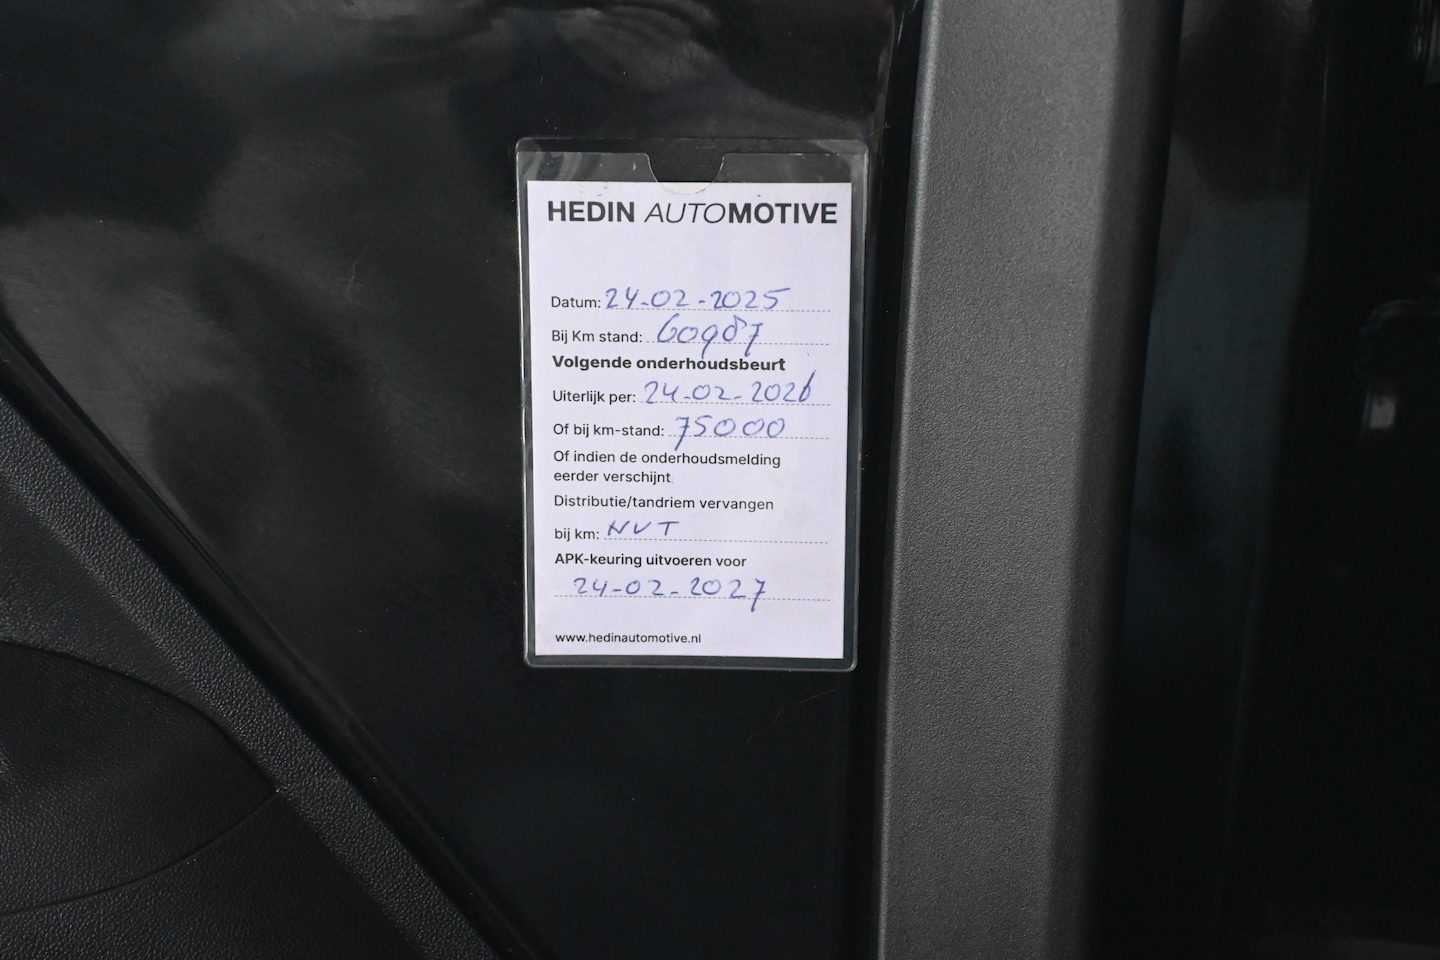 HEDIN AUTOMOTIVE
Datum: 24-02-2025
Bij Km stand: 60987
Volgende onderhoudsbeurt
Uiterlijk per: 24-02-2026
Of bij km-stand: 75000
Of indien de onderhoudsmelding
eerder verschijnt
Distributie/tandriem vervangen
bij km: NVT
APK-keuring uitvoeren voor
24-02-2027
www.hedinautomotive.nl